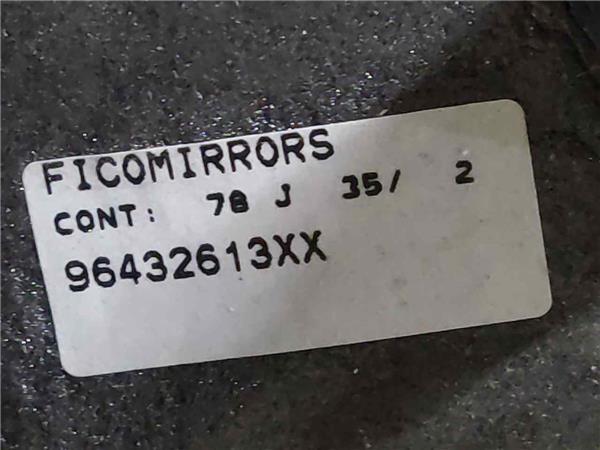 FICOMIRRORS
CONT: 78 J 35/ 2
96432613XX